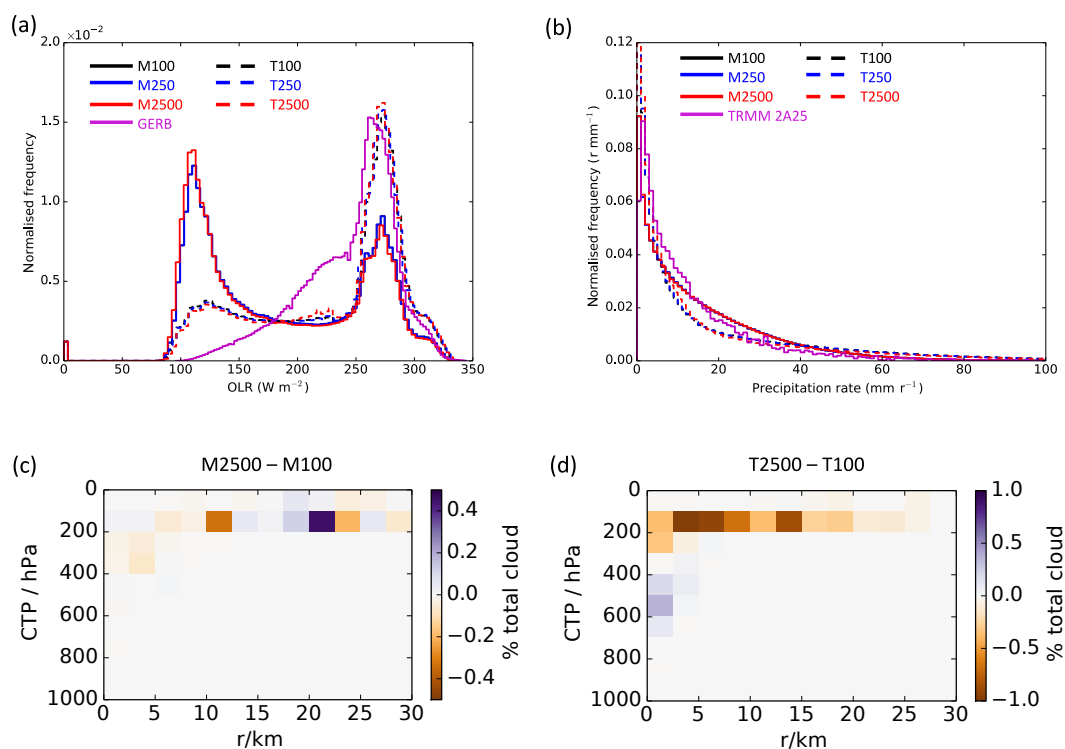 (a)
×10⁻²
2.0
1.5
1.0
0.5
0.0
Normalised frequency
0 50 100 150 200 250 300 350
OLR (W m⁻²)
M100 T100
M250 T250
M2500 T2500
GERB
(b)
0.12
0.10
0.08
0.06
0.04
0.02
0.00
Normalised frequency (r mm⁻¹)
0 20 40 60 80 100
Precipitation rate (mm r⁻¹)
M100 T100
M250 T250
M2500 T2500
TRMM 2A25
(c)
M2500 – M100
0
200
400
600
800
1000
CTP / hPa
0 5 10 15 20 25 30
r/km
0.4
0.2
0.0
−0.2
−0.4
% total cloud
(d)
T2500 – T100
0
200
400
600
800
1000
CTP / hPa
0 5 10 15 20 25 30
r/km
1.0
0.5
0.0
−0.5
−1.0
% total cloud